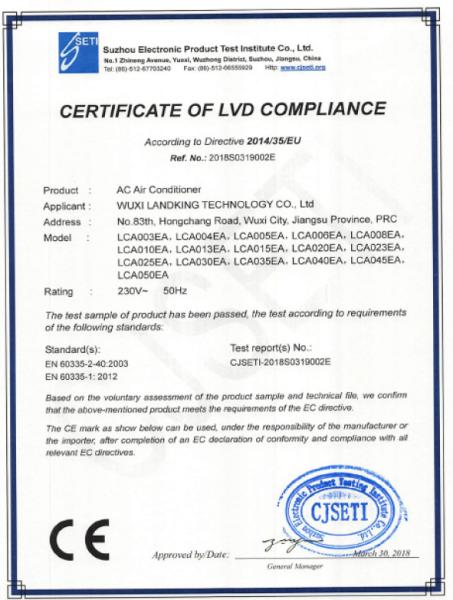 SETI
Suzhou Electronic Product Test Institute Co., Ltd.
No.1 Zhineng Avenue, Yuexi, Wuzhong District, Suzhou, Jiangsu, China
Tel: (86)-512-67703240 Fax: (86)-512-66555929 Http: www.cjseti.org
CERTIFICATE OF LVD COMPLIANCE
According to Directive 2014/35/EU
Ref. No.: 2018S0319002E
Product : AC Air Conditioner
Applicant : WUXI LANDKING TECHNOLOGY CO., Ltd
Address : No.83th, Hongchang Road, Wuxi City, Jiangsu Province, PRC
Model : LCA003EA, LCA004EA, LCA005EA, LCA006EA, LCA008EA,
LCA010EA, LCA013EA, LCA015EA, LCA020EA, LCA023EA,
LCA025EA, LCA030EA, LCA035EA, LCA040EA, LCA045EA,
LCA050EA
Rating : 230V~ 50Hz
The test sample of product has been passed, the test according to requirements
of the following standards:
Standard(s): Test report(s) No.:
EN 60335-2-40:2003 CJSETI-2018S0319002E
EN 60335-1: 2012
Based on the voluntary assessment of the product sample and technical file, we confirm
that the above-mentioned product meets the requirements of the EC directive.
The CE mark as show below can be used, under the responsibility of the manufacturer or
the importer, after completion of an EC declaration of conformity and compliance with all
relevant EC directives.
Suzhou Electronic Product Testing Institute Co., Ltd.
CJSETI
CE
Approved by/Date: March 30, 2018
General Manager